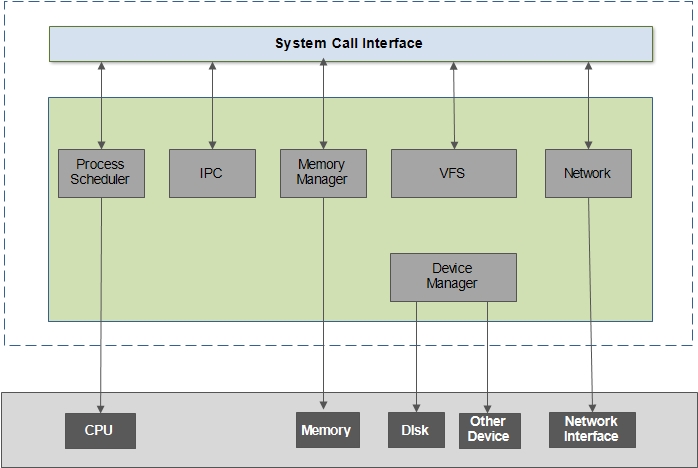 System Call Interface
Process
Scheduler
IPC
Memory
Manager
VFS
Network
Device
Manager
CPU
Memory
DIsk
Other
Device
Network
Interface